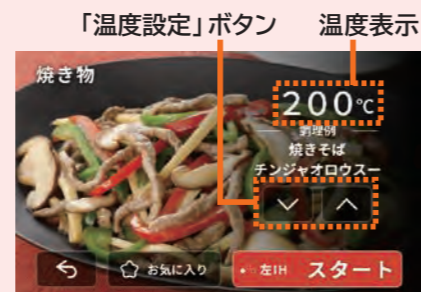 「温度設定」ボタン 温度表示
焼き物
200℃
調理例
焼きそば
チンジャオロウスー
お気に入り
左IH スタート